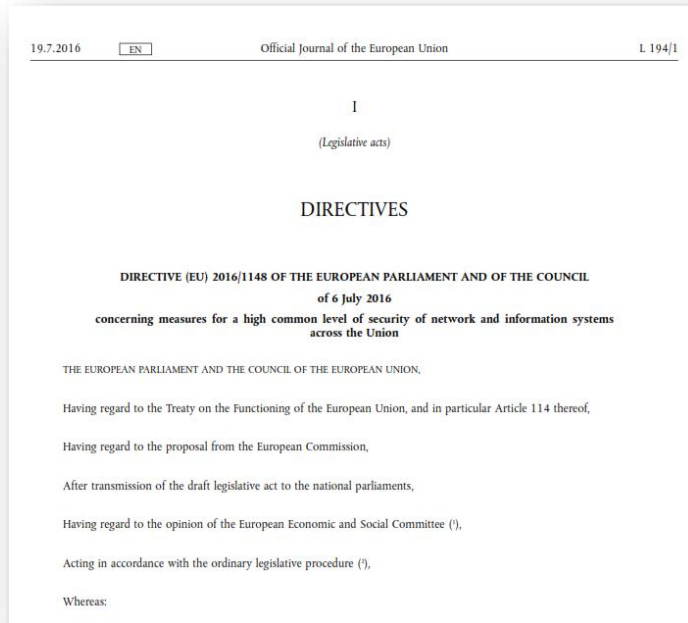 19.7.2016 EN Official Journal of the European Union L 194/1
I
(Legislative acts)
DIRECTIVES
DIRECTIVE (EU) 2016/1148 OF THE EUROPEAN PARLIAMENT AND OF THE COUNCIL
of 6 July 2016
concerning measures for a high common level of security of network and information systems
across the Union
THE EUROPEAN PARLIAMENT AND THE COUNCIL OF THE EUROPEAN UNION,
Having regard to the Treaty on the Functioning of the European Union, and in particular Article 114 thereof,
Having regard to the proposal from the European Commission,
After transmission of the draft legislative act to the national parliaments,
Having regard to the opinion of the European Economic and Social Committee (¹),
Acting in accordance with the ordinary legislative procedure (²),
Whereas: